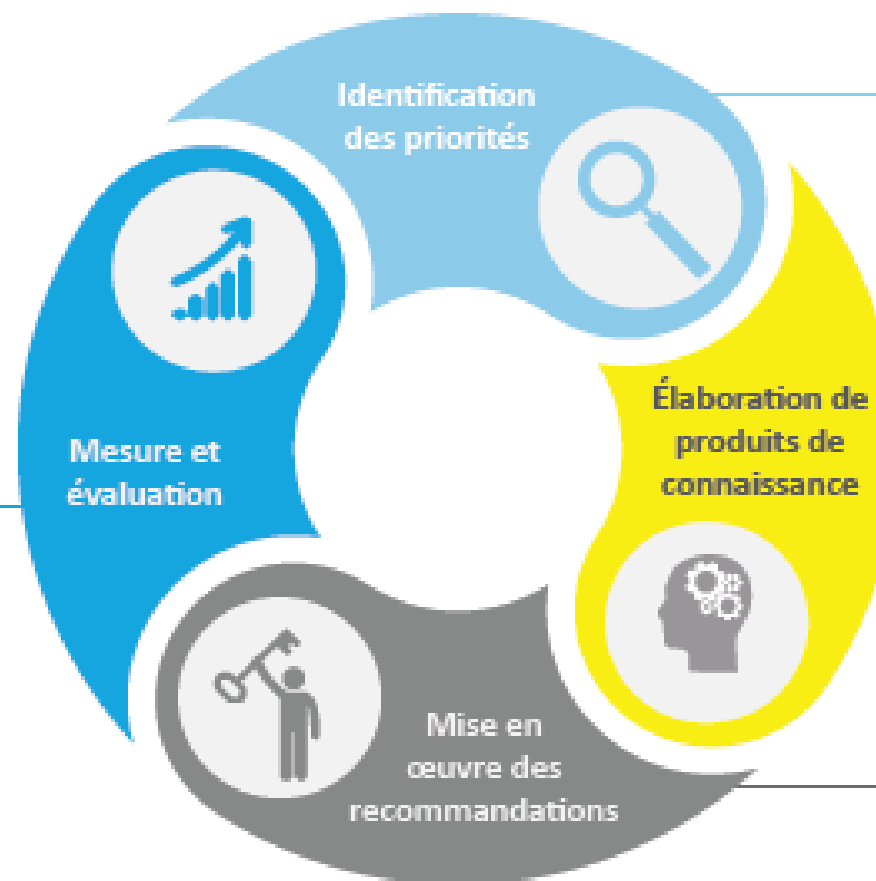 Identification
des priorités
Élaboration de
produits de
connaissance
Mesure et
évaluation
Mise en
œuvre des
recommandations